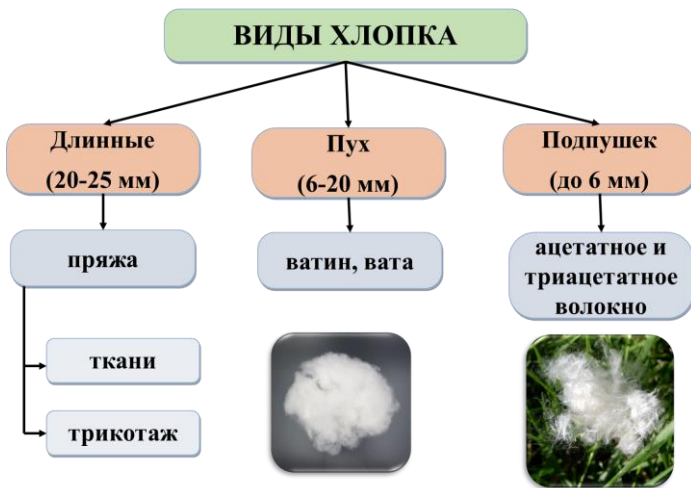 ВИДЫ ХЛОПКА
Длинные
(20-25 мм)
Пух
(6-20 мм)
Подпушек
(до 6 мм)
пряжа
ватин, вата
ацетатное и
триацетатное
волокно
ткани
трикотаж